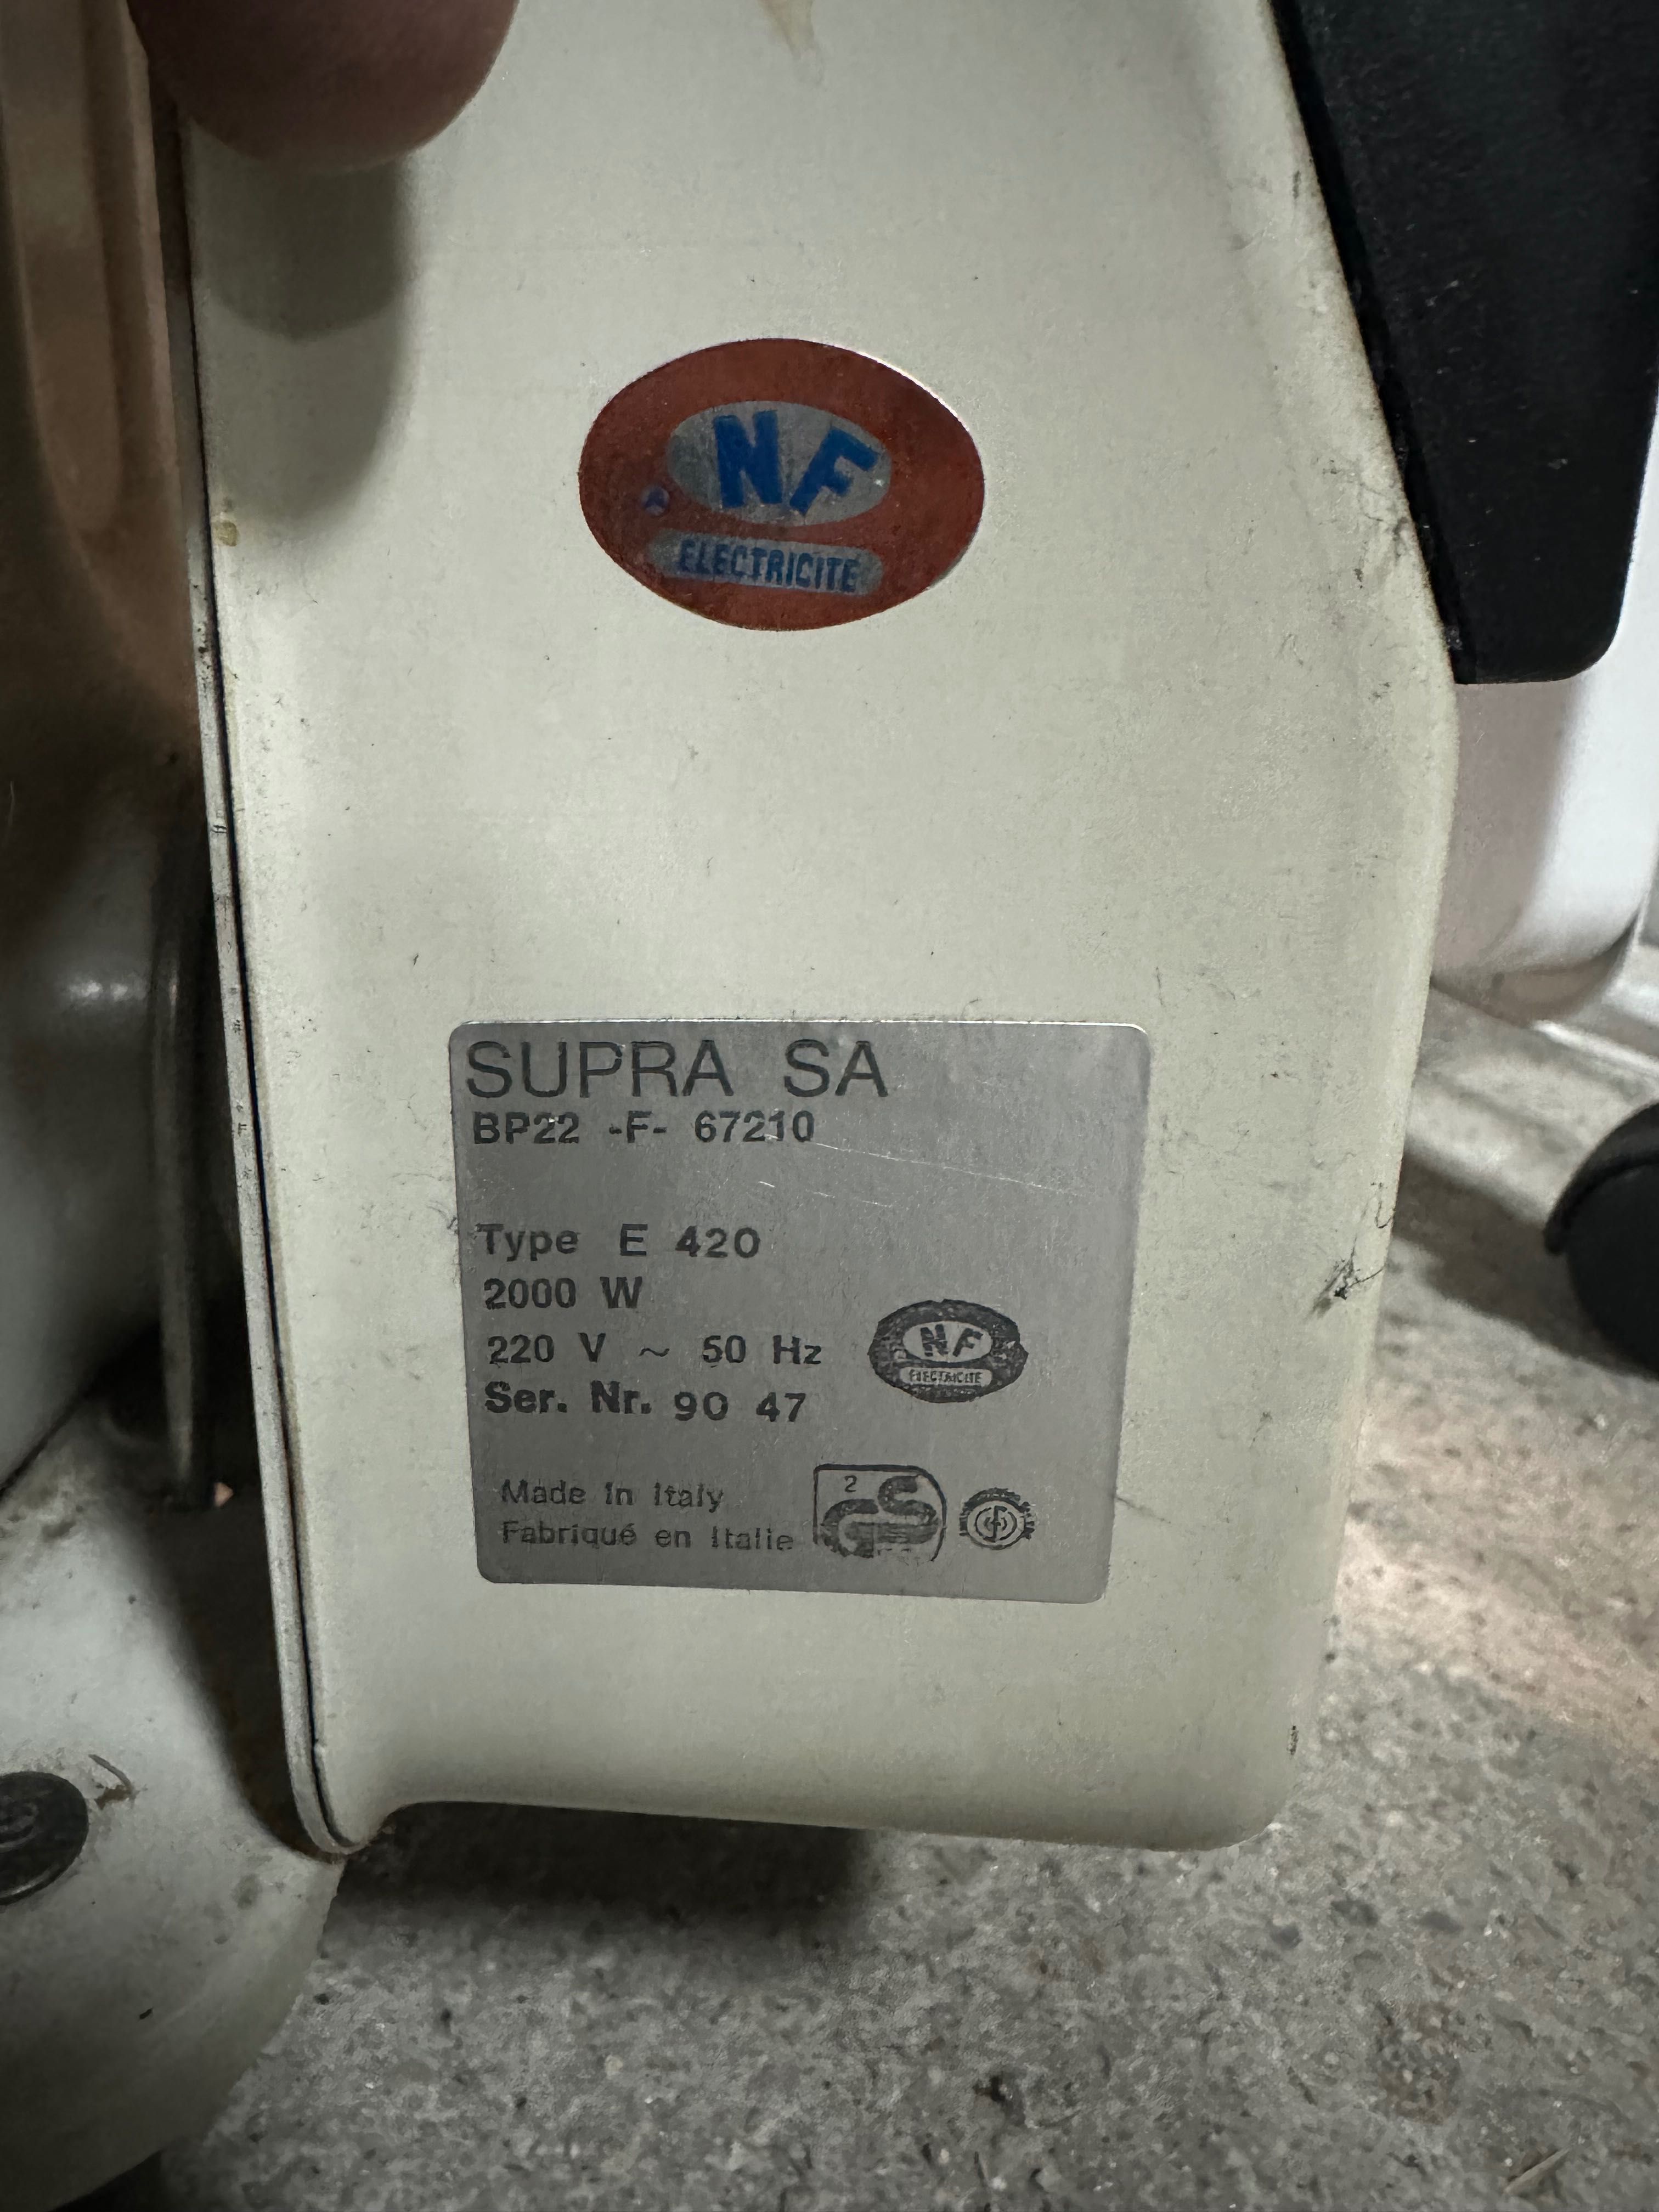 NF
ELECTRICITE
SUPRA SA
BP22 -F- 67210
Type E 420
2000 W
220 V ~ 50 Hz
NF
ELECTRICITE
Ser. Nr. 90 47
Made in Italy
Fabriqué en Italie
2
GS